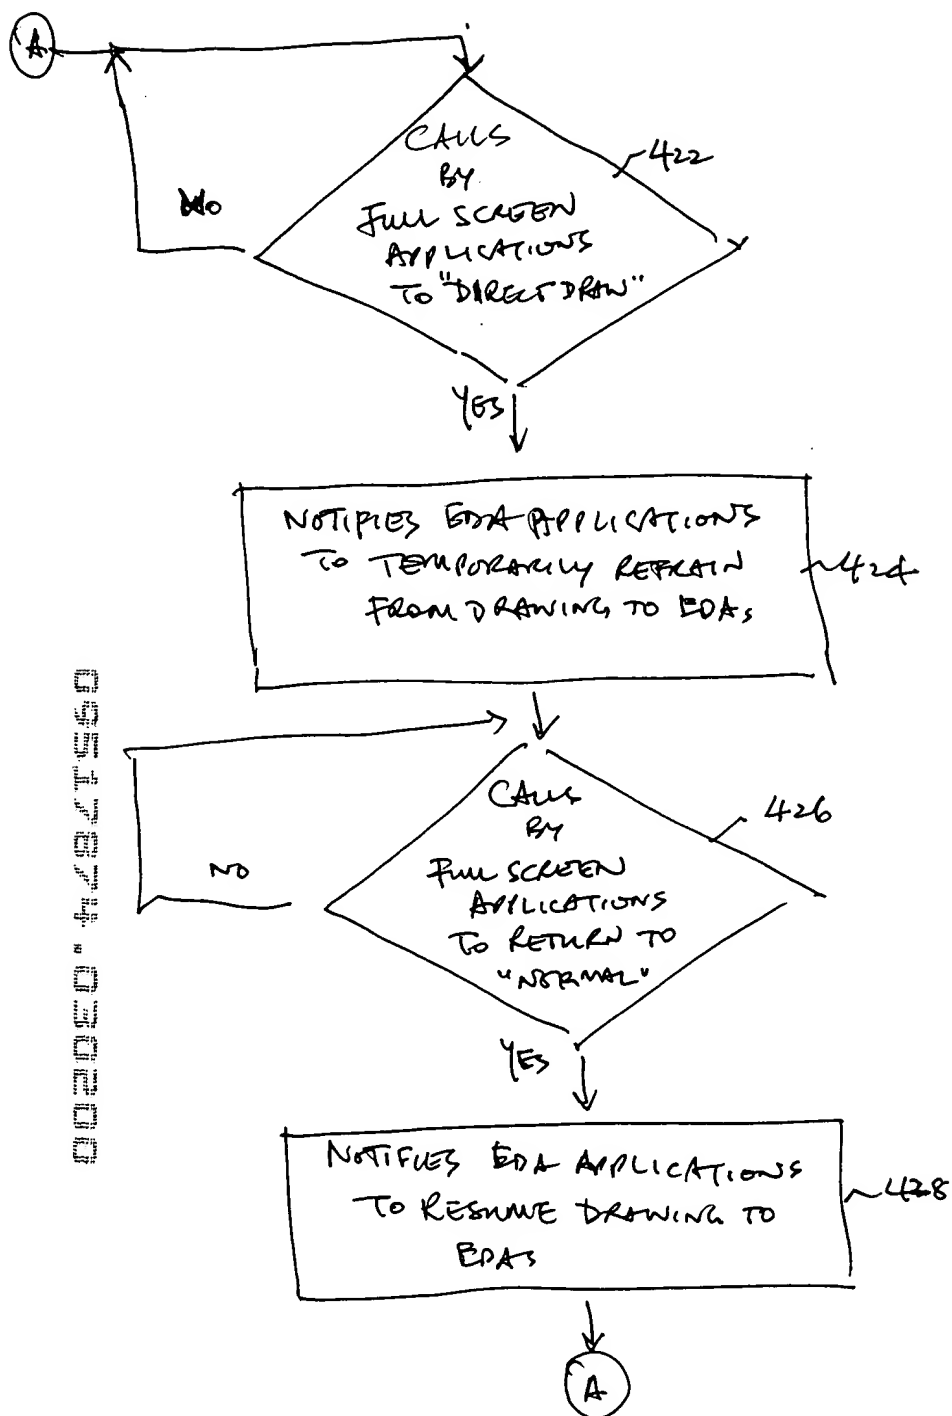 A
CALLS
BY
FULL SCREEN
APPLICATIONS
TO "DIRECT DRAW"
422
No
YES
NOTIFIES EDA APPLICATIONS
TO TEMPORARILY REFRAIN
FROM DRAWING TO EDAs
424
CALLS
BY
FULL SCREEN
APPLICATIONS
TO RETURN TO
"NORMAL"
426
NO
YES
NOTIFIES EDA APPLICATIONS
TO RESUME DRAWING TO
EDAs
428
A
09517874.030200